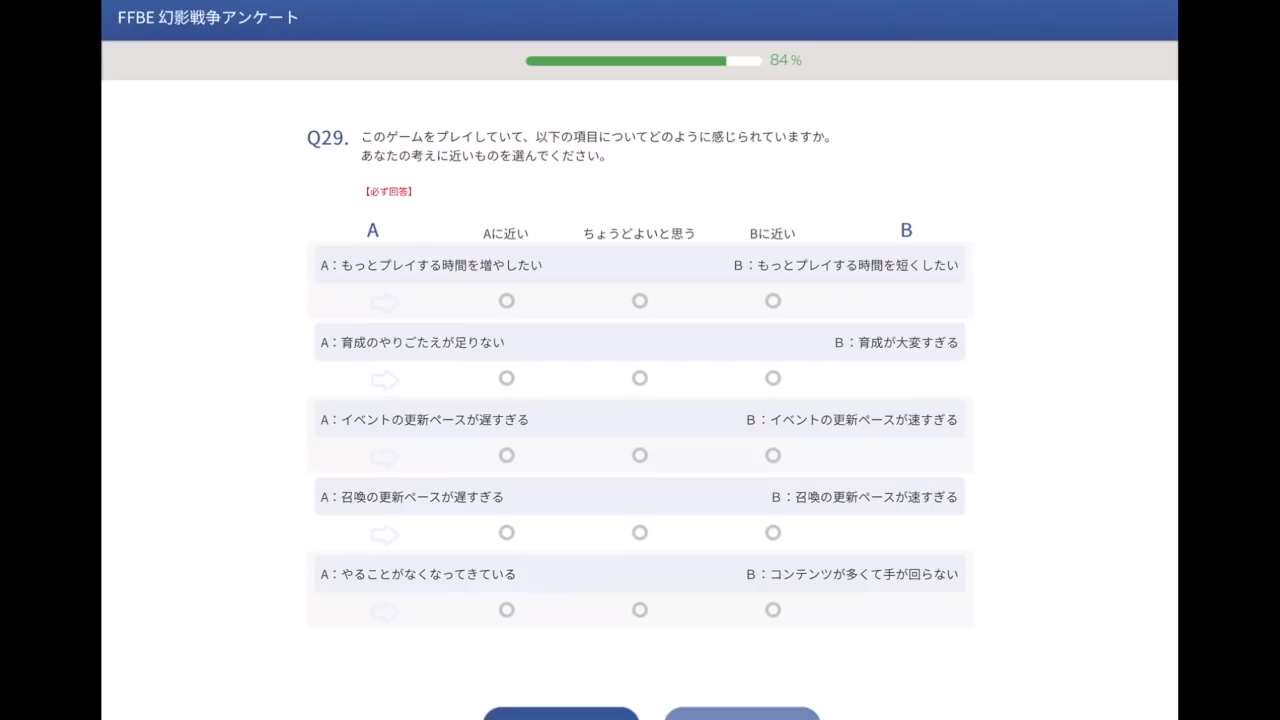 FFBE 幻影戦争アンケート
84%
Q29. このゲームをプレイしていて、以下の項目についてどのように感じられていますか。
あなたの考えに近いものを選んでください。
【必ず回答】
A Aに近い ちょうどよいと思う Bに近い B
A：もっとプレイする時間を増やしたい B：もっとプレイする時間を短くしたい
A：育成のやりごたえが足りない B：育成が大変すぎる
A：イベントの更新ペースが遅すぎる B：イベントの更新ペースが速すぎる
A：召喚の更新ペースが遅すぎる B：召喚の更新ペースが速すぎる
A：やることがなくなってきている B：コンテンツが多くて手が回らない